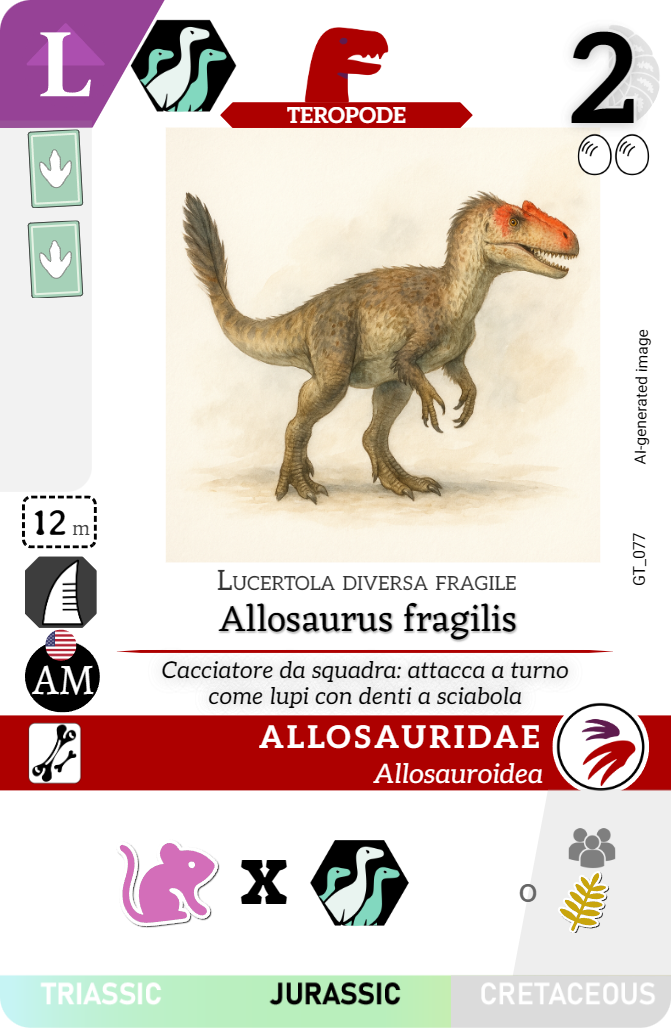 L
TEROPODE
2
AI-generated image
GT_077
12 m
AM
LUCERTOLA DIVERSA FRAGILE
Allosaurus fragilis
Cacciatore da squadra: attacca a turno
come lupi con denti a sciabola
ALLOSAURIDAE
Allosauroidea
X
O
TRIASSIC
JURASSIC
CRETACEOUS